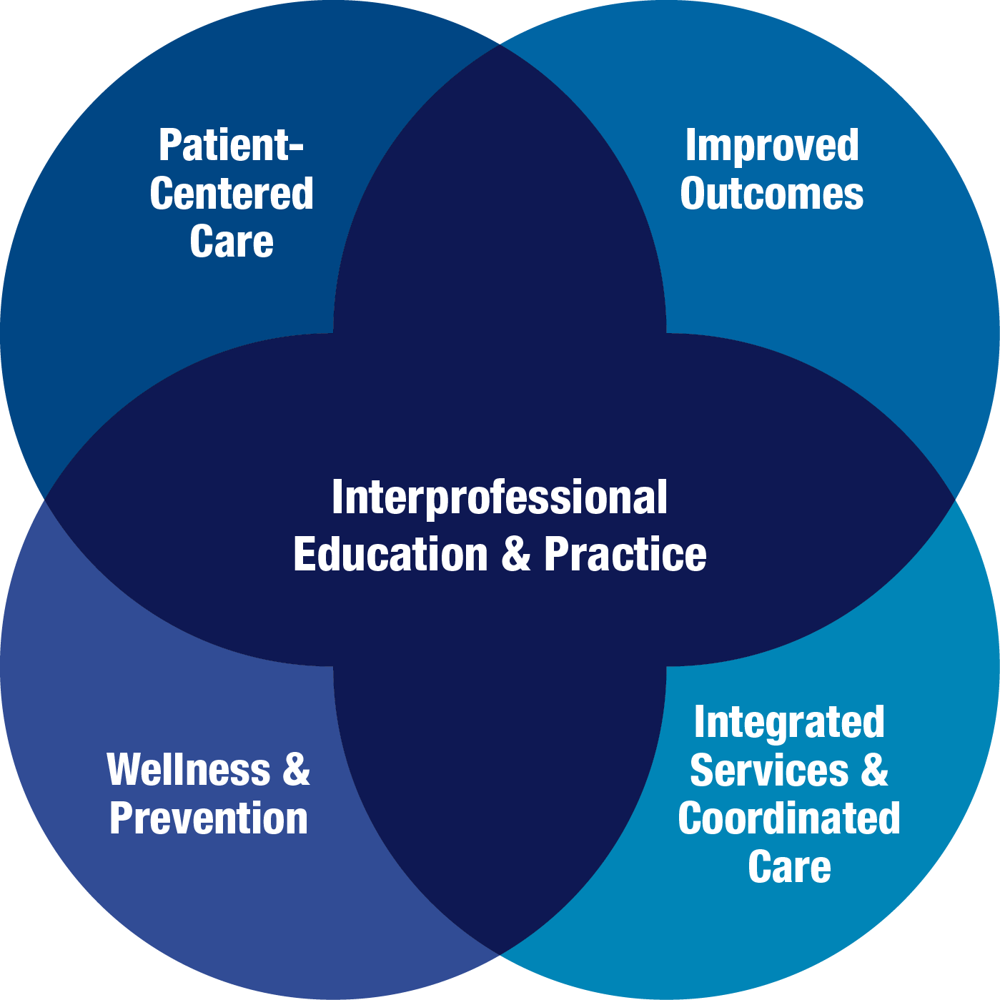 Patient-
Centered
Care
Improved
Outcomes
Interprofessional
Education & Practice
Wellness &
Prevention
Integrated
Services &
Coordinated
Care